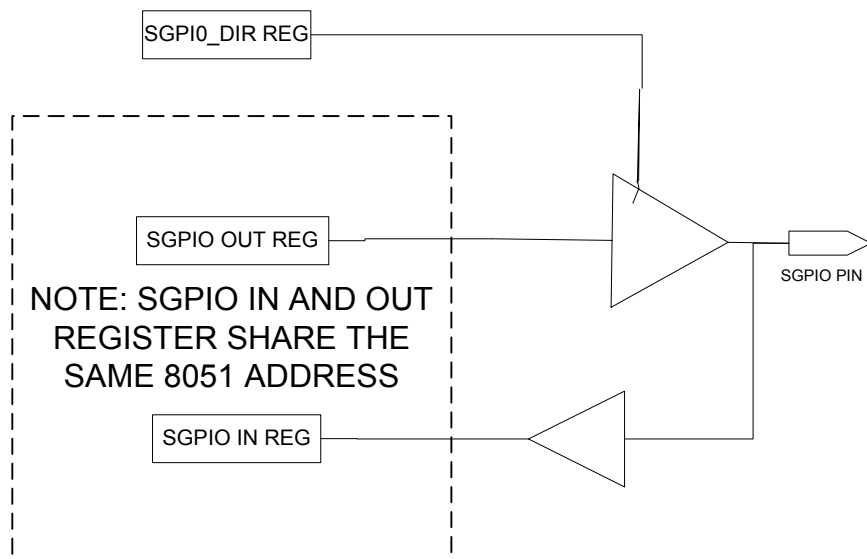 SGPI0_DIR REG
SGPIO OUT REG
SGPIO PIN
NOTE: SGPIO IN AND OUT
REGISTER SHARE THE
SAME 8051 ADDRESS
SGPIO IN REG